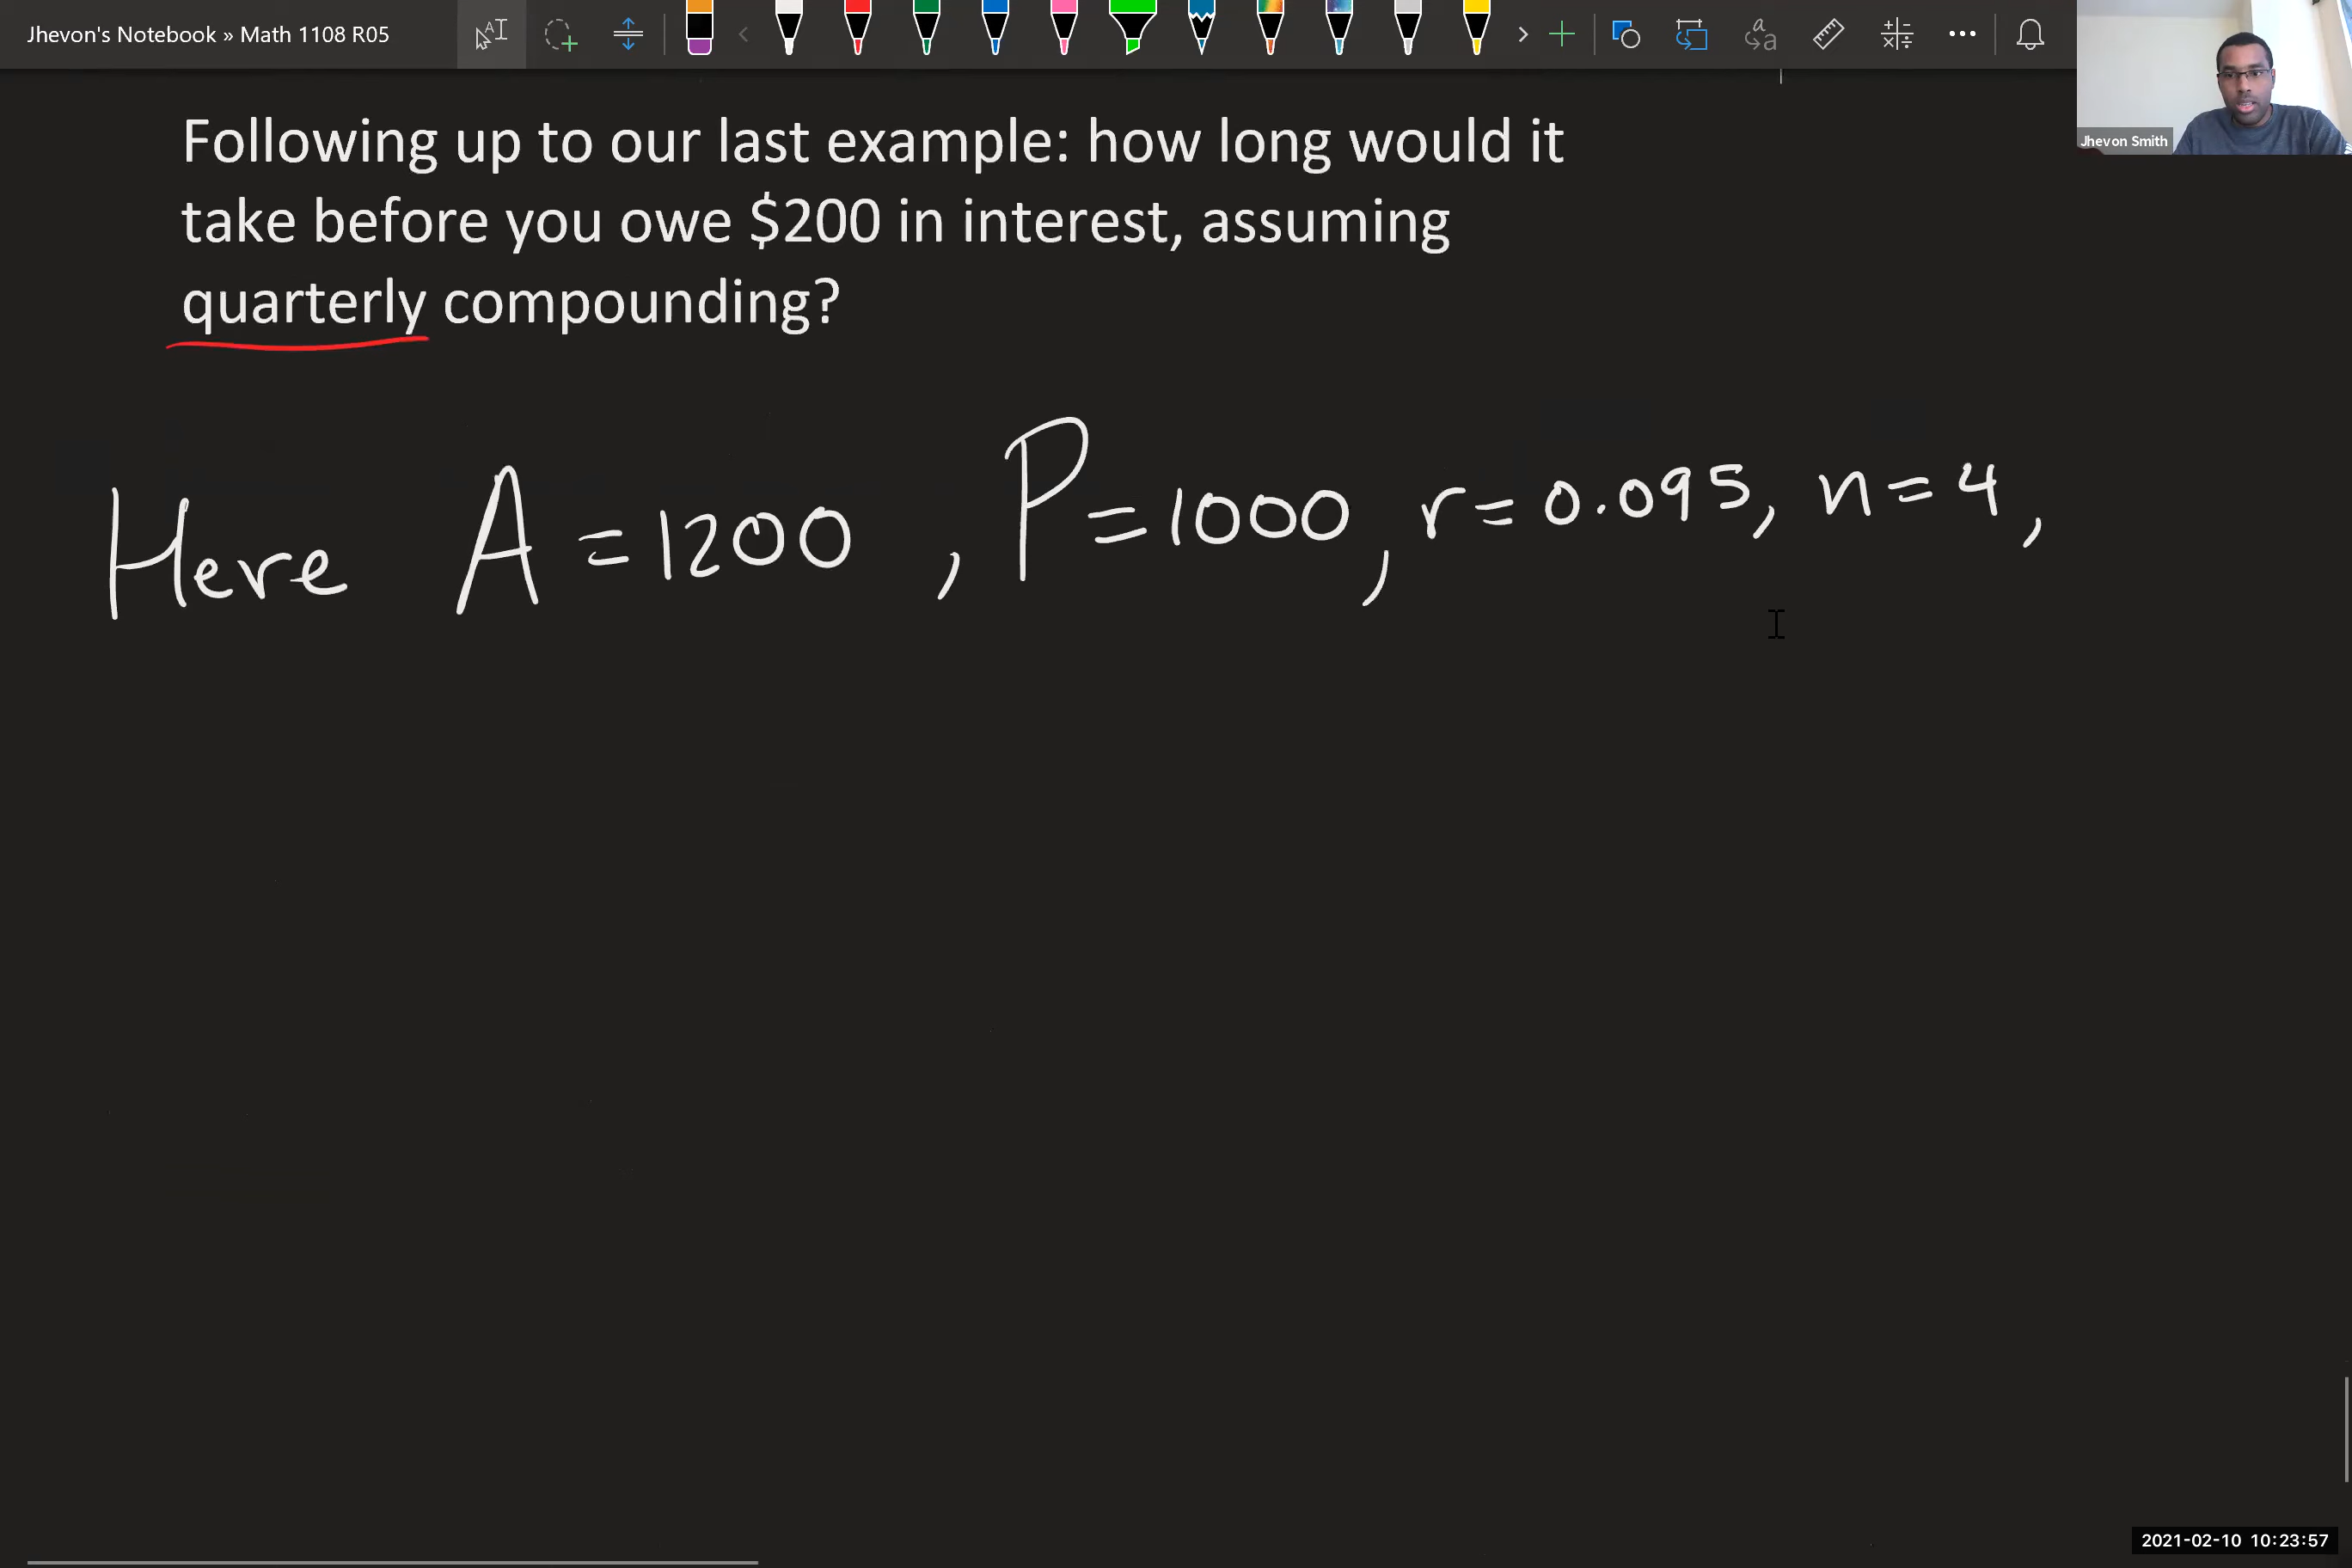 Jhevon's Notebook » Math 1108 R05
Jhevon Smith
Following up to our last example: how long would it
take before you owe $200 in interest, assuming
quarterly compounding?
Here A = 1200 , P = 1000, r = 0.095, n = 4,
2021-02-10 10:23:57